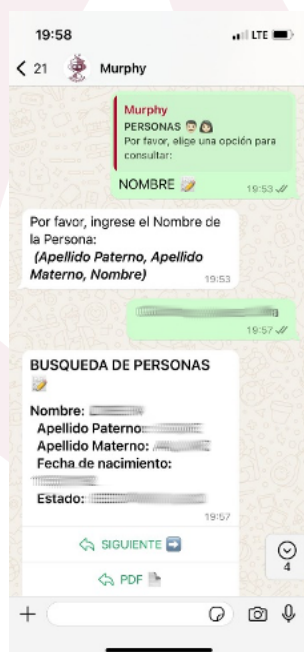 19:58
LTE
21 Murphy
Murphy
PERSONAS
Por favor, elige una opción para
consultar:
NOMBRE 📝
19:53
Por favor, ingrese el Nombre de
la Persona:
(Apellido Paterno, Apellido
Materno, Nombre)
19:53
19:57
BUSQUEDA DE PERSONAS
📝
Nombre:
Apellido Paterno:
Apellido Materno:
Fecha de nacimiento:
Estado:
19:57
SIGUIENTE ➡️
PDF
4